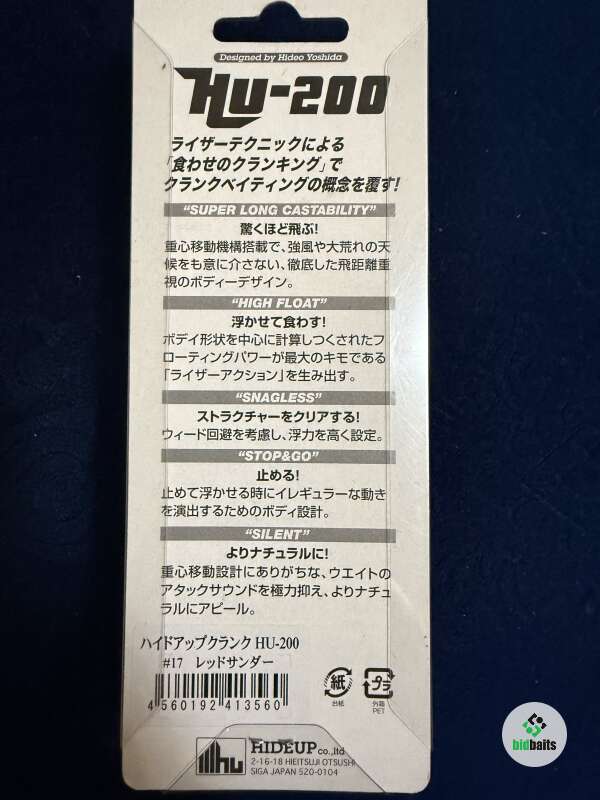 Designed by Hideo Yoshida
HU-200
ライザーテクニックによる
「食わせのクランキング」で
クランクベイティングの概念を覆す!
"SUPER LONG CASTABILITY"
驚くほど飛ぶ!
重心移動機構搭載で、強風や大荒れの天
候をも意に介さない、徹底した飛距離重
視のボディーデザイン。
"HIGH FLOAT"
浮かせて食わす!
ボデイ形状を中心に計算しつくされたフ
ローティングパワーが最大のキモである
「ライザーアクション」を生み出す。
"SNAGLESS"
ストラクチャーをクリアする!
ウィード回避を考慮し、浮力を高く設定。
"STOP&GO"
止める!
止めて浮かせる時にイレギュラーな動き
を演出するためのボディ設計。
"SILENT"
よりナチュラルに!
重心移動設計にありがちな、ウエイトの
アタックサウンドを極力抑え、よりナチュ
ラルにアピール。
ハイドアップクランク HU-200
#17 レッドサンダー
4560192413560
紙
台紙
プラ
外箱
PET
hu
HIDEUP co.,ltd
2-16-18 HIEITSUJI OTSUSHI
SIGA JAPAN 520-0104
bidbaits